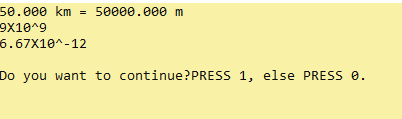 50.000 km = 50000.000 m
9X10^9
6.67X10^-12
Do you want to continue?PRESS 1, else PRESS 0.